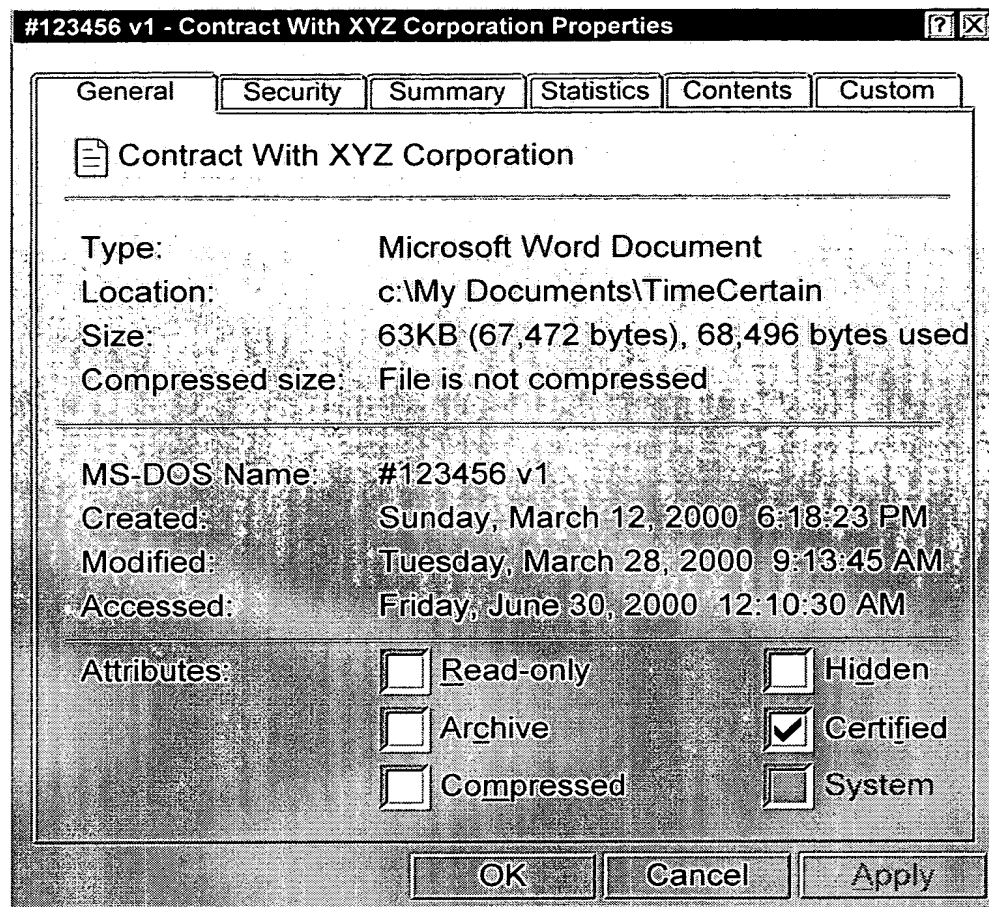 #123456 v1 - Contract With XYZ Corporation Properties ? X
General Security Summary Statistics Contents Custom
Contract With XYZ Corporation
Type: Microsoft Word Document
Location: c:\My Documents\TimeCertain
Size: 63KB (67,472 bytes), 68,496 bytes used
Compressed size: File is not compressed
MS-DOS Name: #123456 v1
Created: Sunday, March 12, 2000 6:18:23 PM
Modified: Tuesday, March 28, 2000 9:13:45 AM
Accessed: Friday, June 30, 2000 12:10:30 AM
Attributes: Read-only Hidden
Archive Certified
Compressed System
OK Cancel Apply